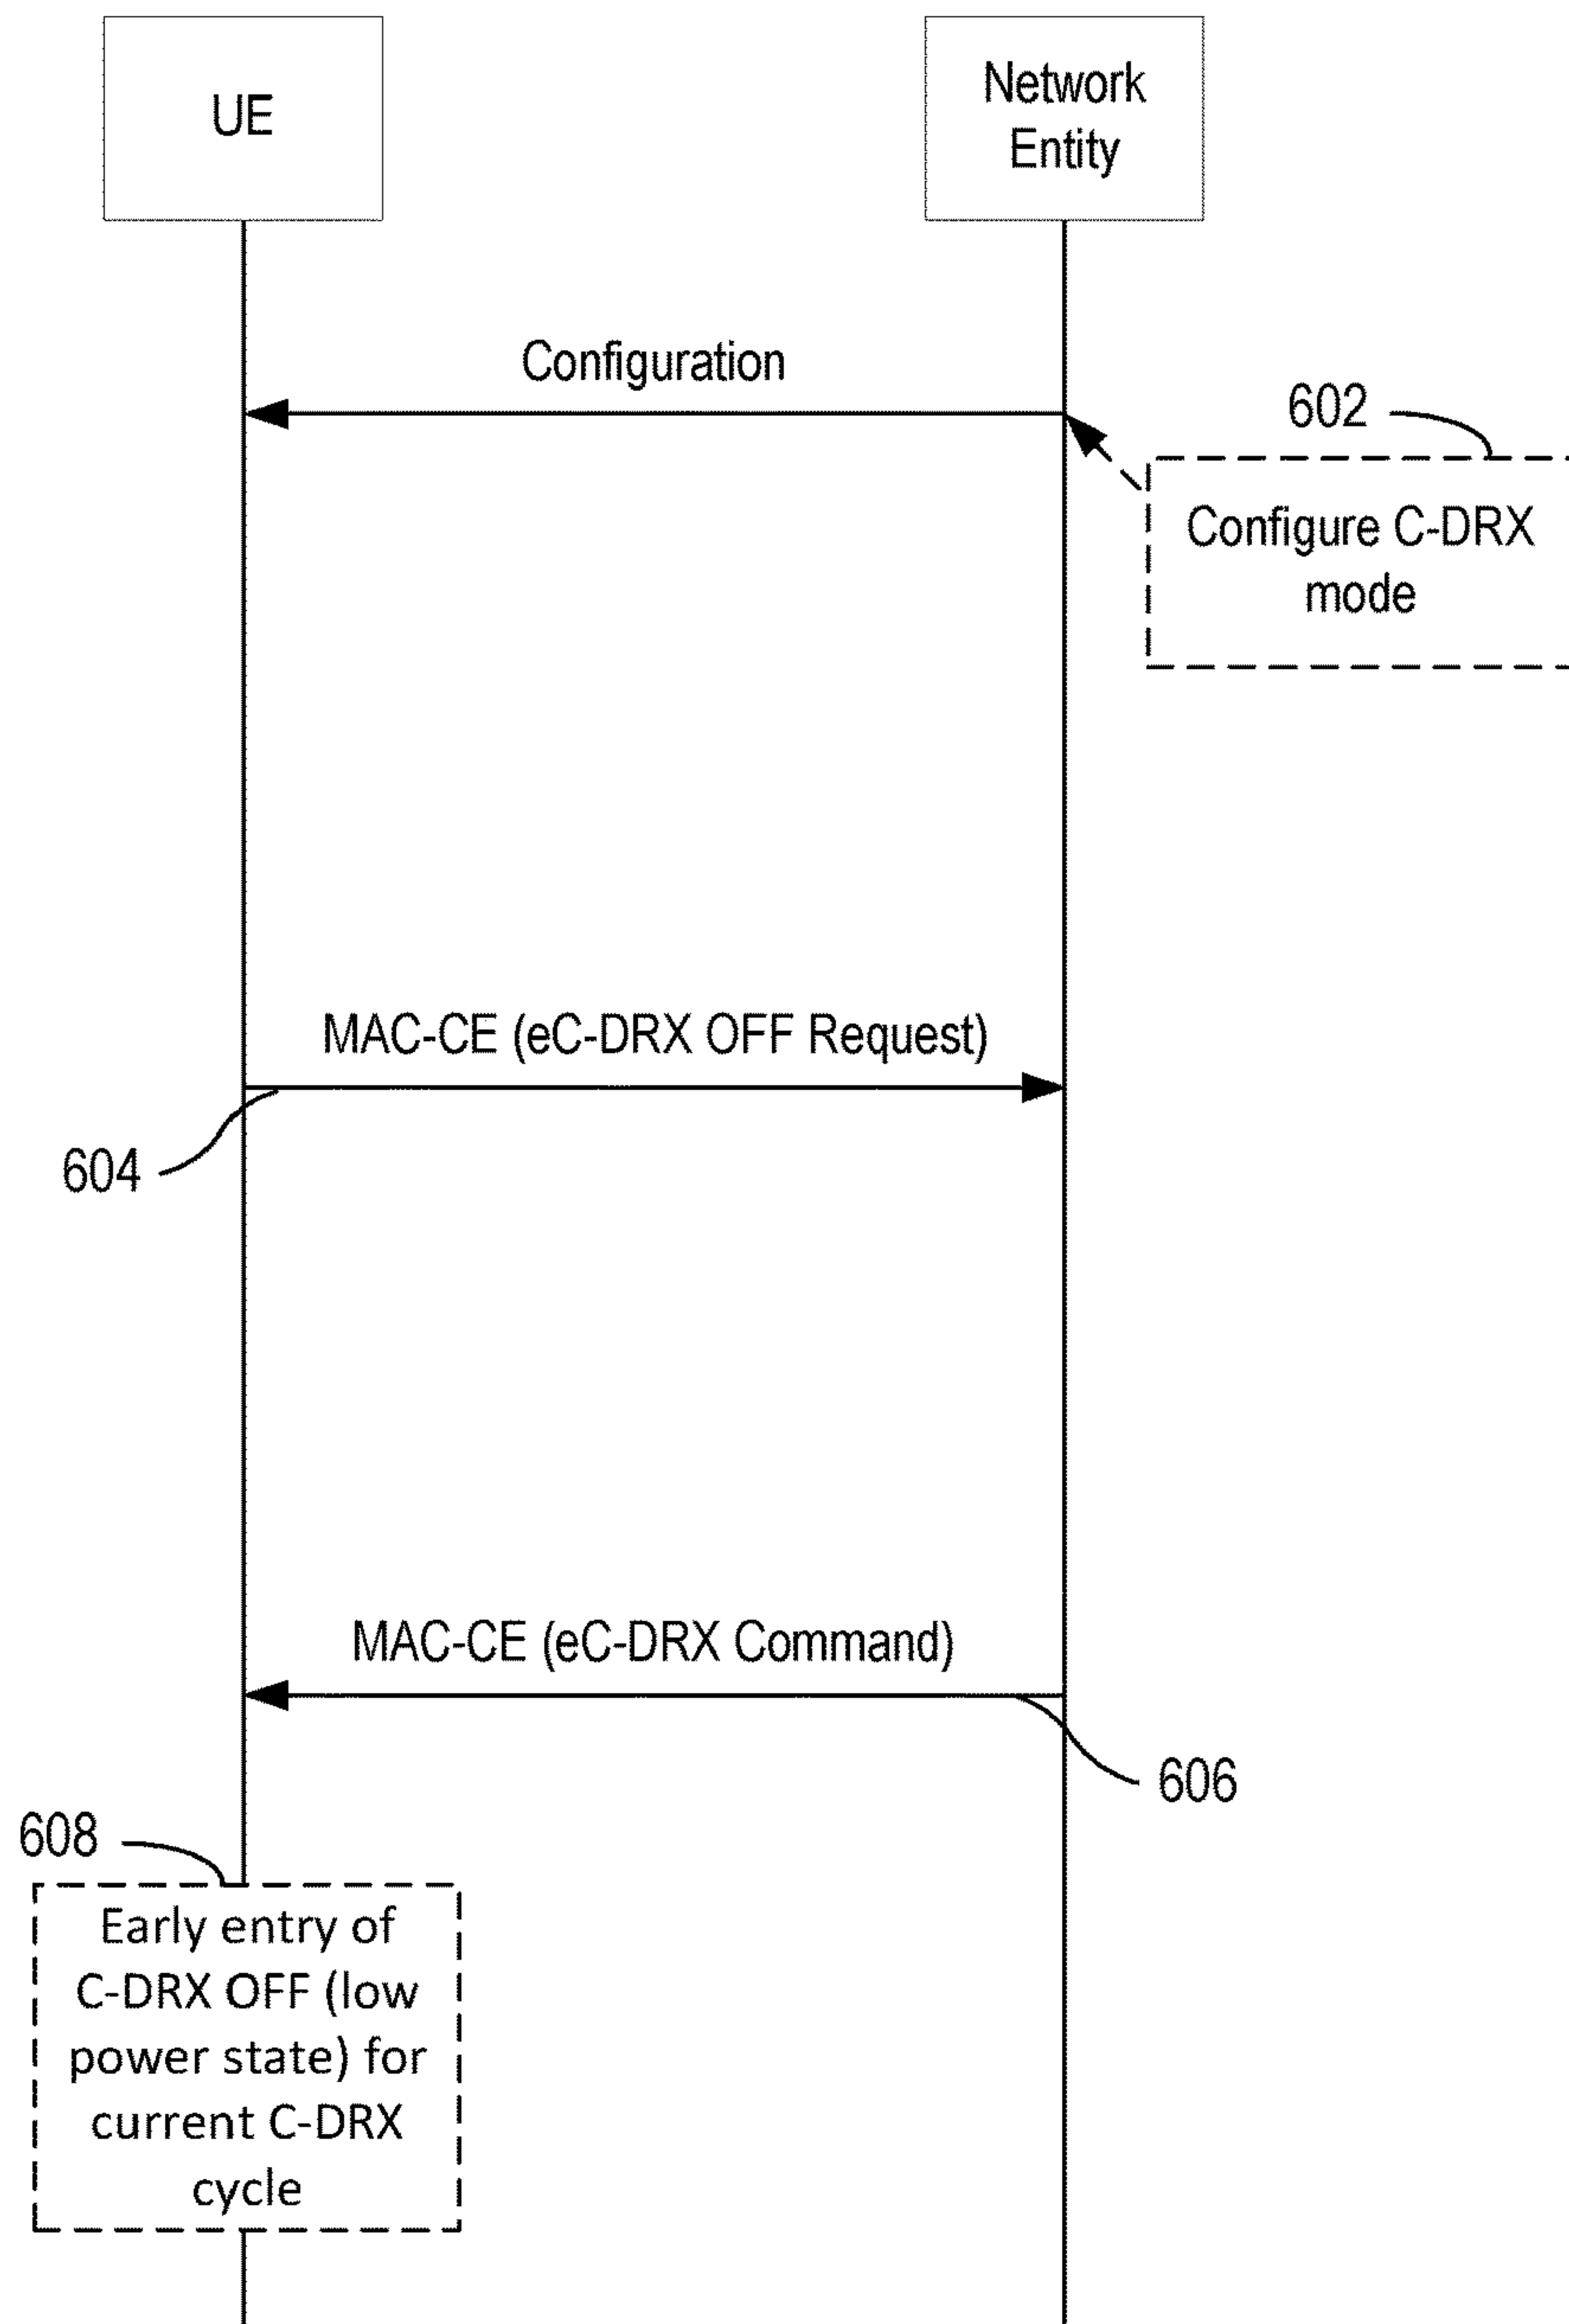 UE
Network
Entity
Configuration
602
Configure C-DRX
mode
MAC-CE (eC-DRX OFF Request)
604
MAC-CE (eC-DRX Command)
606
608
Early entry of
C-DRX OFF (low
power state) for
current C-DRX
cycle